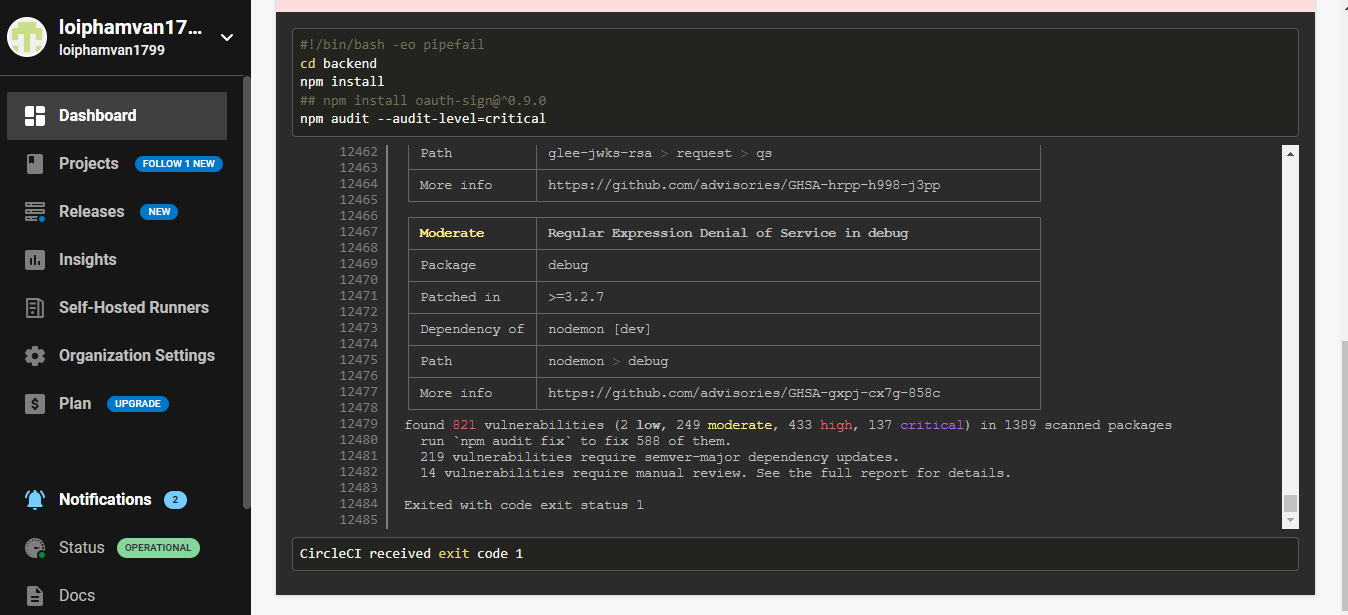 loiphamvan17...
loiphamvan1799
Dashboard
Projects FOLLOW 1 NEW
Releases NEW
Insights
Self-Hosted Runners
Organization Settings
Plan UPGRADE
Notifications 2
Status OPERATIONAL
Docs
#!/bin/bash -eo pipefail
cd backend
npm install
## npm install oauth-sign@^0.9.0
npm audit --audit-level=critical
12462 Path glee-jwks-rsa > request > qs
12463
12464 More info https://github.com/advisories/GHSA-hrpp-h998-j3pp
12465
12466
12467 Moderate Regular Expression Denial of Service in debug
12468
12469 Package debug
12470
12471 Patched in >=3.2.7
12472
12473 Dependency of nodemon [dev]
12474
12475 Path nodemon > debug
12476
12477 More info https://github.com/advisories/GHSA-gxpj-cx7g-858c
12478
12479 found 821 vulnerabilities (2 low, 249 moderate, 433 high, 137 critical) in 1389 scanned packages
12480 run `npm audit fix` to fix 588 of them.
12481 219 vulnerabilities require semver-major dependency updates.
12482 14 vulnerabilities require manual review. See the full report for details.
12483
12484 Exited with code exit status 1
12485
CircleCI received exit code 1